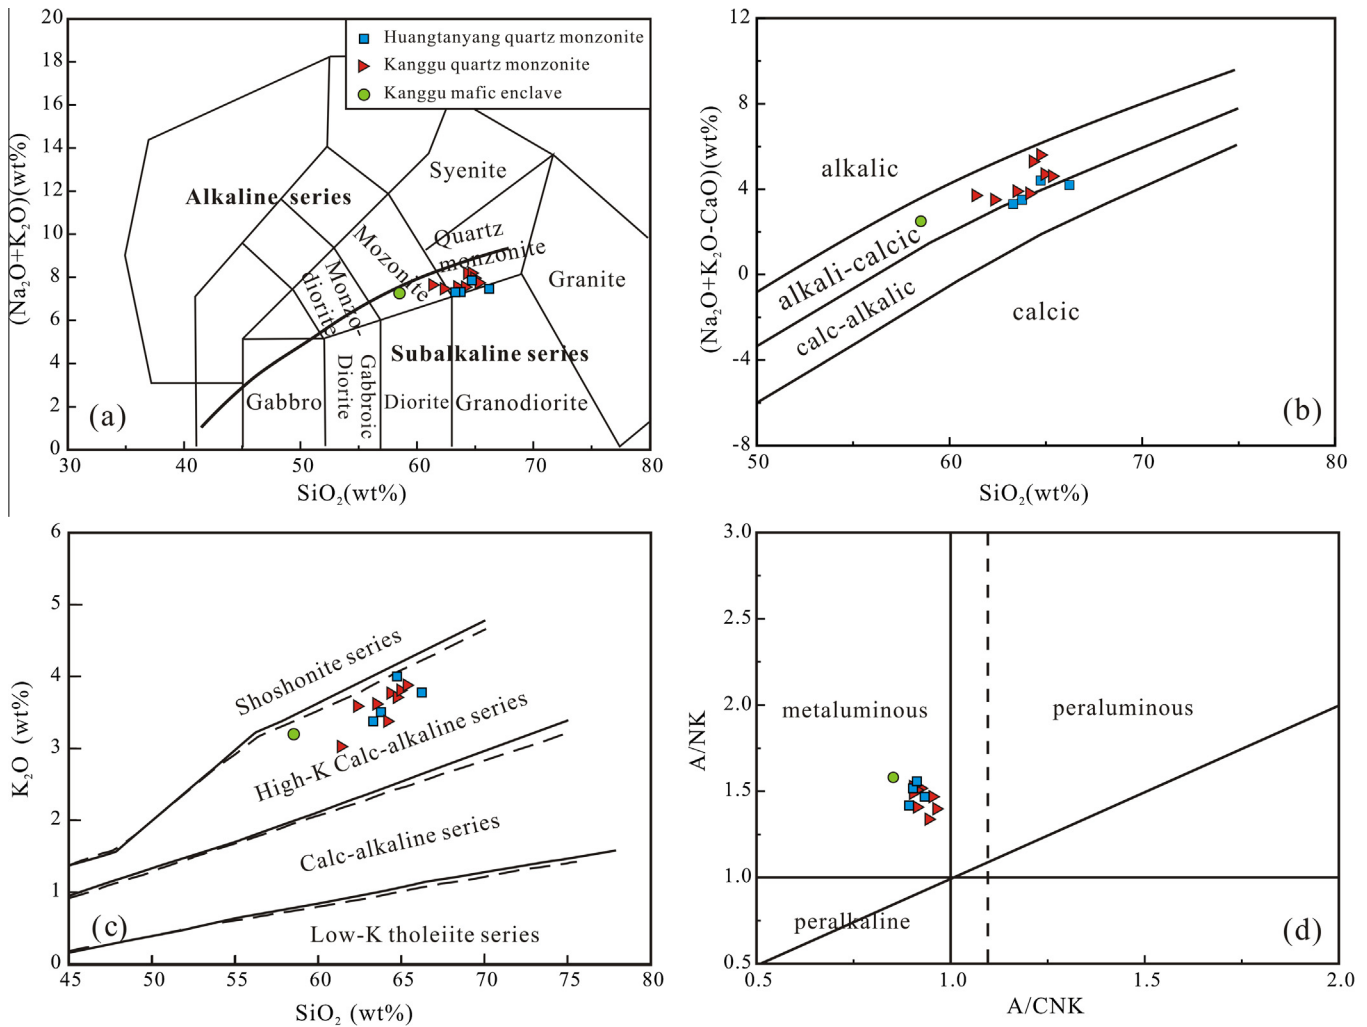 20
18
16
14
12
10
8
6
4
2
0
30
40
50
60
70
80
(Na₂O+K₂O)(wt%)
SiO₂(wt%)
Huangtanyang quartz monzonite
Kanggu quartz monzonite
Kanggu mafic enclave
Alkaline series
Syenite
Quartz
monzonite
Mozonite
Monzo-
diorite
Granite
Subalkaline series
Gabbro
Gabbroic
Diorite
Diorite
Granodiorite
(a)
12
8
4
0
-4
-8
50
60
70
80
(Na₂O+K₂O-CaO)(wt%)
SiO₂(wt%)
alkalic
alkali-calcic
calc-alkalic
calcic
(b)
6
5
4
3
2
1
0
45
50
55
60
65
70
75
80
K₂O (wt%)
SiO₂ (wt%)
Shoshonite series
High-K Calc-alkaline series
Calc-alkaline series
Low-K tholeiite series
(c)
3.0
2.5
2.0
1.5
1.0
0.5
0.5
1.0
1.5
2.0
A/NK
A/CNK
metaluminous
peraluminous
peralkaline
(d)